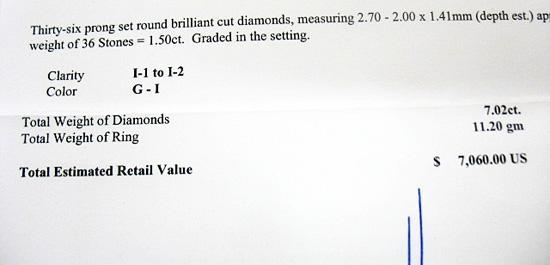 Thirty-six prong set round brilliant cut diamonds, measuring 2.70 - 2.00 x 1.41mm (depth est.)
weight of 36 Stones = 1.50ct. Graded in the setting.
Clarity I-1 to I-2
Color G - I
Total Weight of Diamonds 7.02ct.
Total Weight of Ring 11.20 gm
Total Estimated Retail Value $ 7,060.00 US